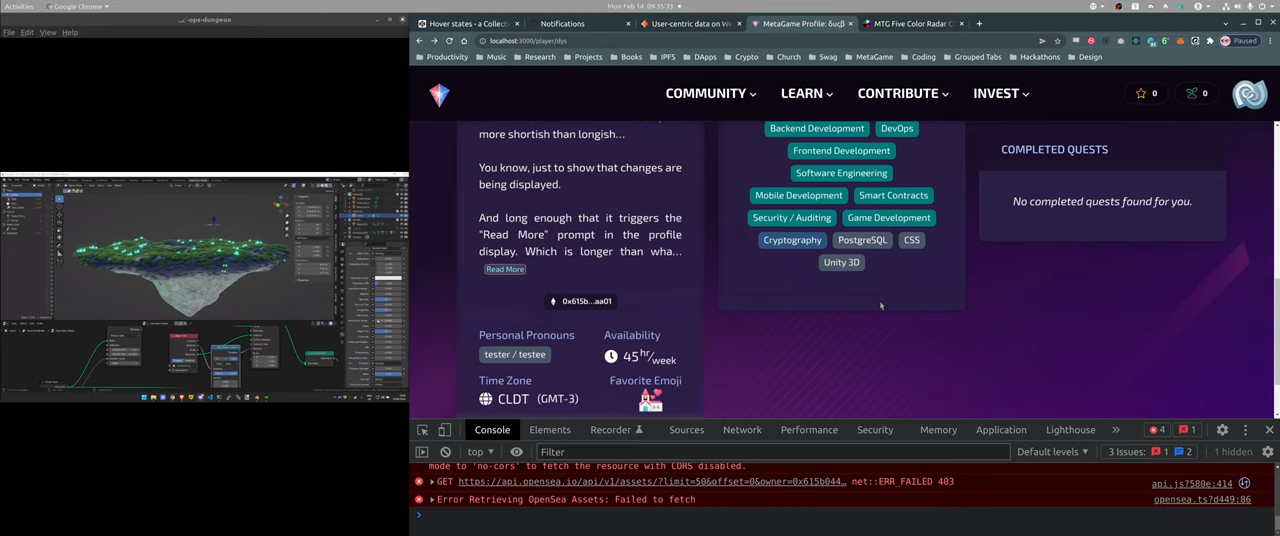 Activities
Google Chrome
Mon Feb 14 09:35:33
-ops-dungeon
File Edit View Help
Hover states - a Collecti
Notifications
User-centric data on We
MetaGame Profile: δυςβ
MTG Five Color Radar C
localhost:3000/player/dys
Paused
Productivity Music Research Projects Books IPFS DApps Crypto Church Swag MetaGame Coding Grouped Tabs Hackathons Design
COMMUNITY LEARN CONTRIBUTE INVEST
0 0
more shortish than longish…
You know, just to show that changes are
being displayed.
And long enough that it triggers the
"Read More" prompt in the profile
display. Which is longer than wha…
Read More
0x615b…aa01
Personal Pronouns
tester / testee
Availability
45 hr/week
Time Zone
CLDT (GMT-3)
Favorite Emoji
Backend Development DevOps
Frontend Development
Software Engineering
Mobile Development Smart Contracts
Security / Auditing Game Development
Cryptography PostgreSQL CSS
Unity 3D
COMPLETED QUESTS
No completed quests found for you.
Console Elements Recorder Sources Network Performance Security Memory Application Lighthouse 4 1
top Filter Default levels 3 Issues: 1 2 1 hidden
mode to 'no-cors' to fetch the resource with CORS disabled.
GET https://api.opensea.io/api/v1/assets/?limit=50&offset=0&owner=0x615b044… net::ERR_FAILED 403 api.js?580e:414
Error Retrieving OpenSea Assets: Failed to fetch opensea.ts?d449:86